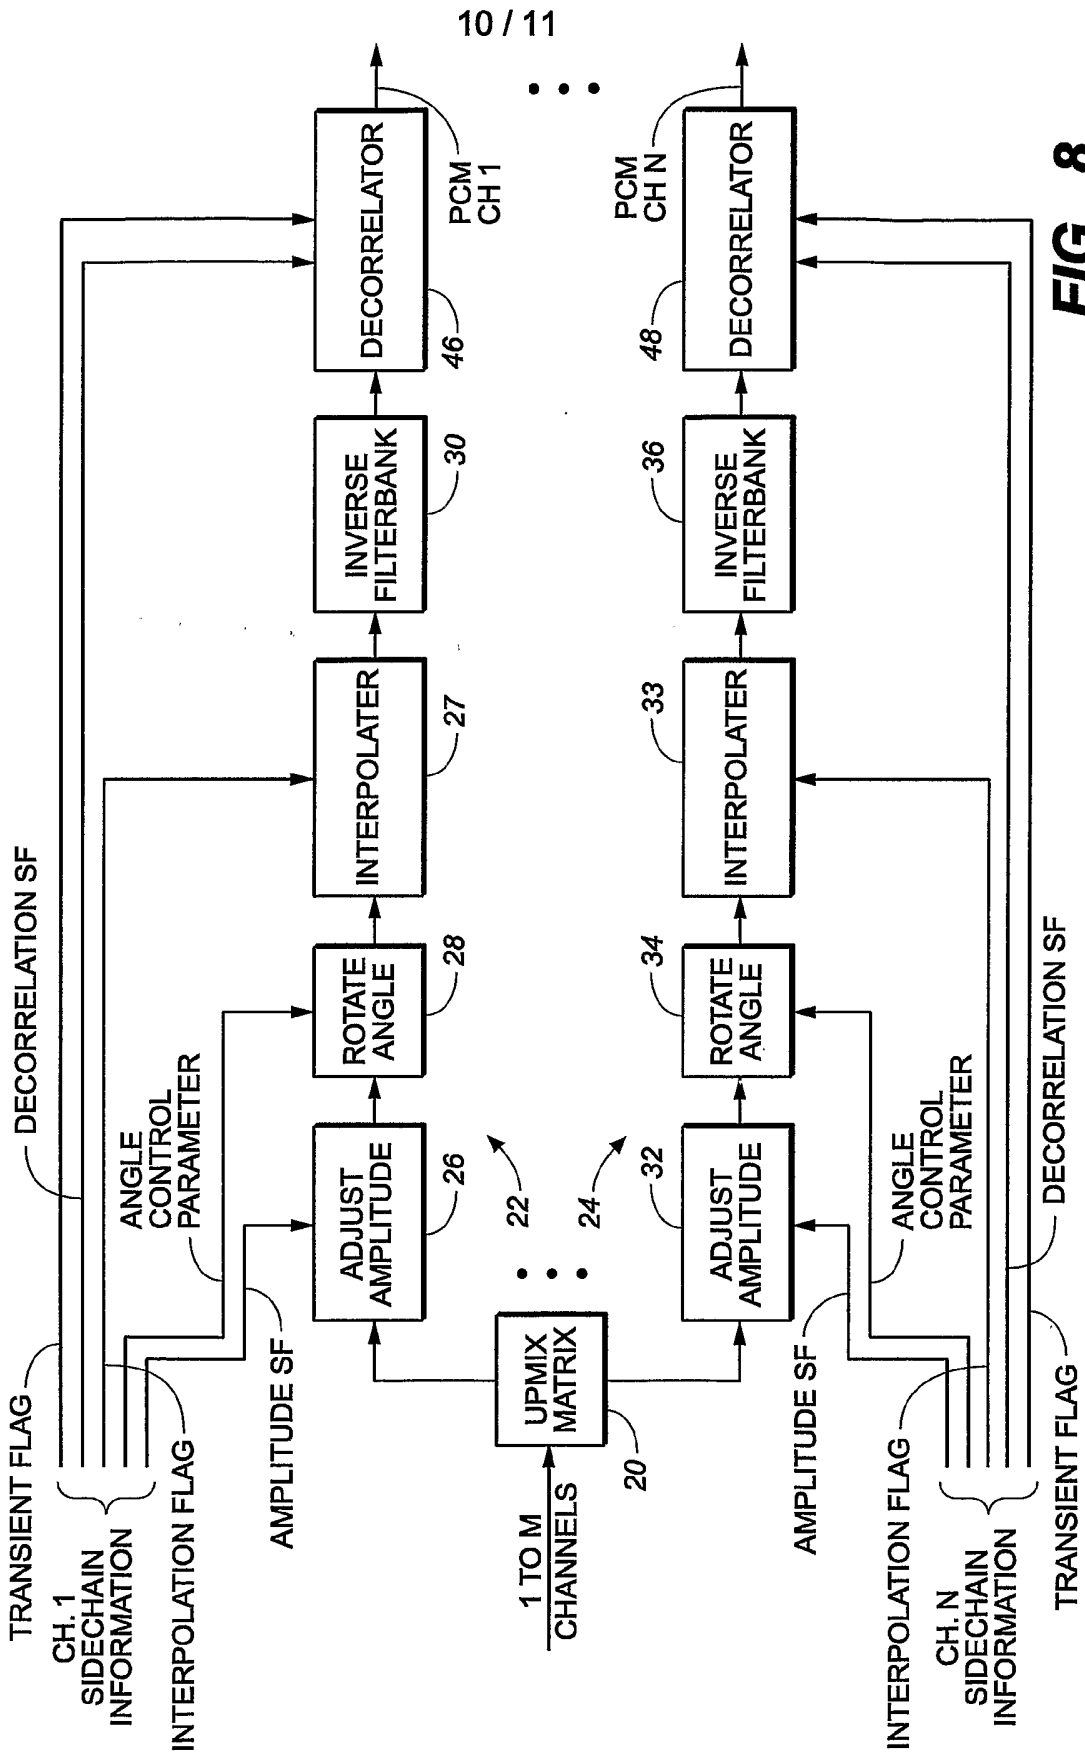 10 / 11
TRANSIENT FLAG
CH. 1
SIDECHAIN
INFORMATION
INTERPOLATION FLAG
DECORRELATION SF
ANGLE
CONTROL
PARAMETER
AMPLITUDE SF
ADJUST
AMPLITUDE
26
ROTATE
ANGLE
28
INTERPOLATER
27
INVERSE
FILTERBANK
30
DECORRELATOR
46
PCM
CH 1
1 TO M
CHANNELS
UPMIX
MATRIX
20
22
• • •
24
• • •
ADJUST
AMPLITUDE
32
ROTATE
ANGLE
34
INTERPOLATER
33
INVERSE
FILTERBANK
36
DECORRELATOR
48
PCM
CH N
AMPLITUDE SF
ANGLE
CONTROL
PARAMETER
INTERPOLATION FLAG
CH. N
SIDECHAIN
INFORMATION
DECORRELATION SF
TRANSIENT FLAG
FIG_8